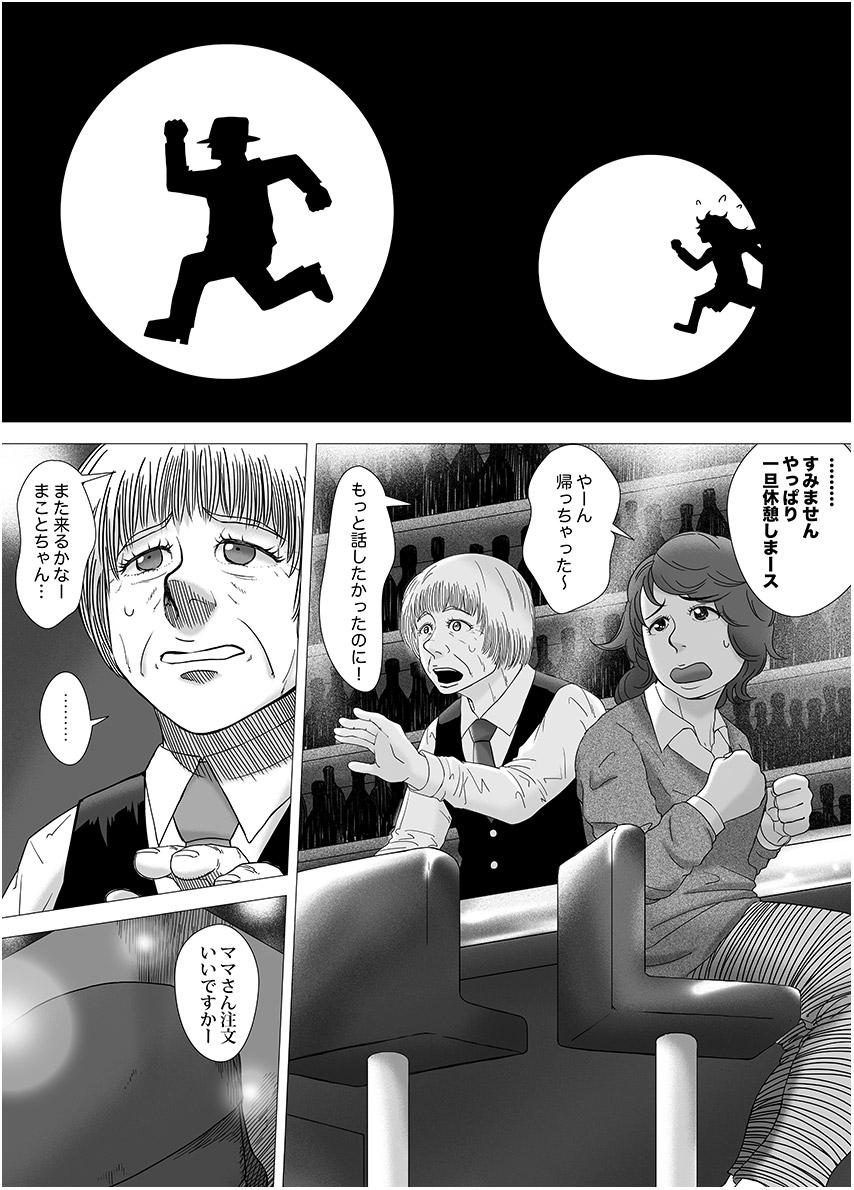 ………
すみません
やっぱり
一旦休憩しまース
やーん
帰っちゃった～
もっと話したかったのに！
また来るかなー
まことちゃん…
………
ママさん注文
いいですかー